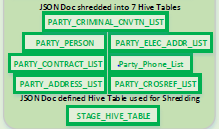 JSON Doc shredded into 7 Hive Tables
PARTY_CRIMINAL_CNVTN_LIST
PARTY_PERSON PARTY_ELEC_ADDR_LIST
PARTY_CONTRACT_LIST Party_Phone_List
PARTY_ADDRESS_LIST PARTY_CROSREF_LIST
JSON Doc defined Hive Table used for Shredding
STAGE_HIVE_TABLE